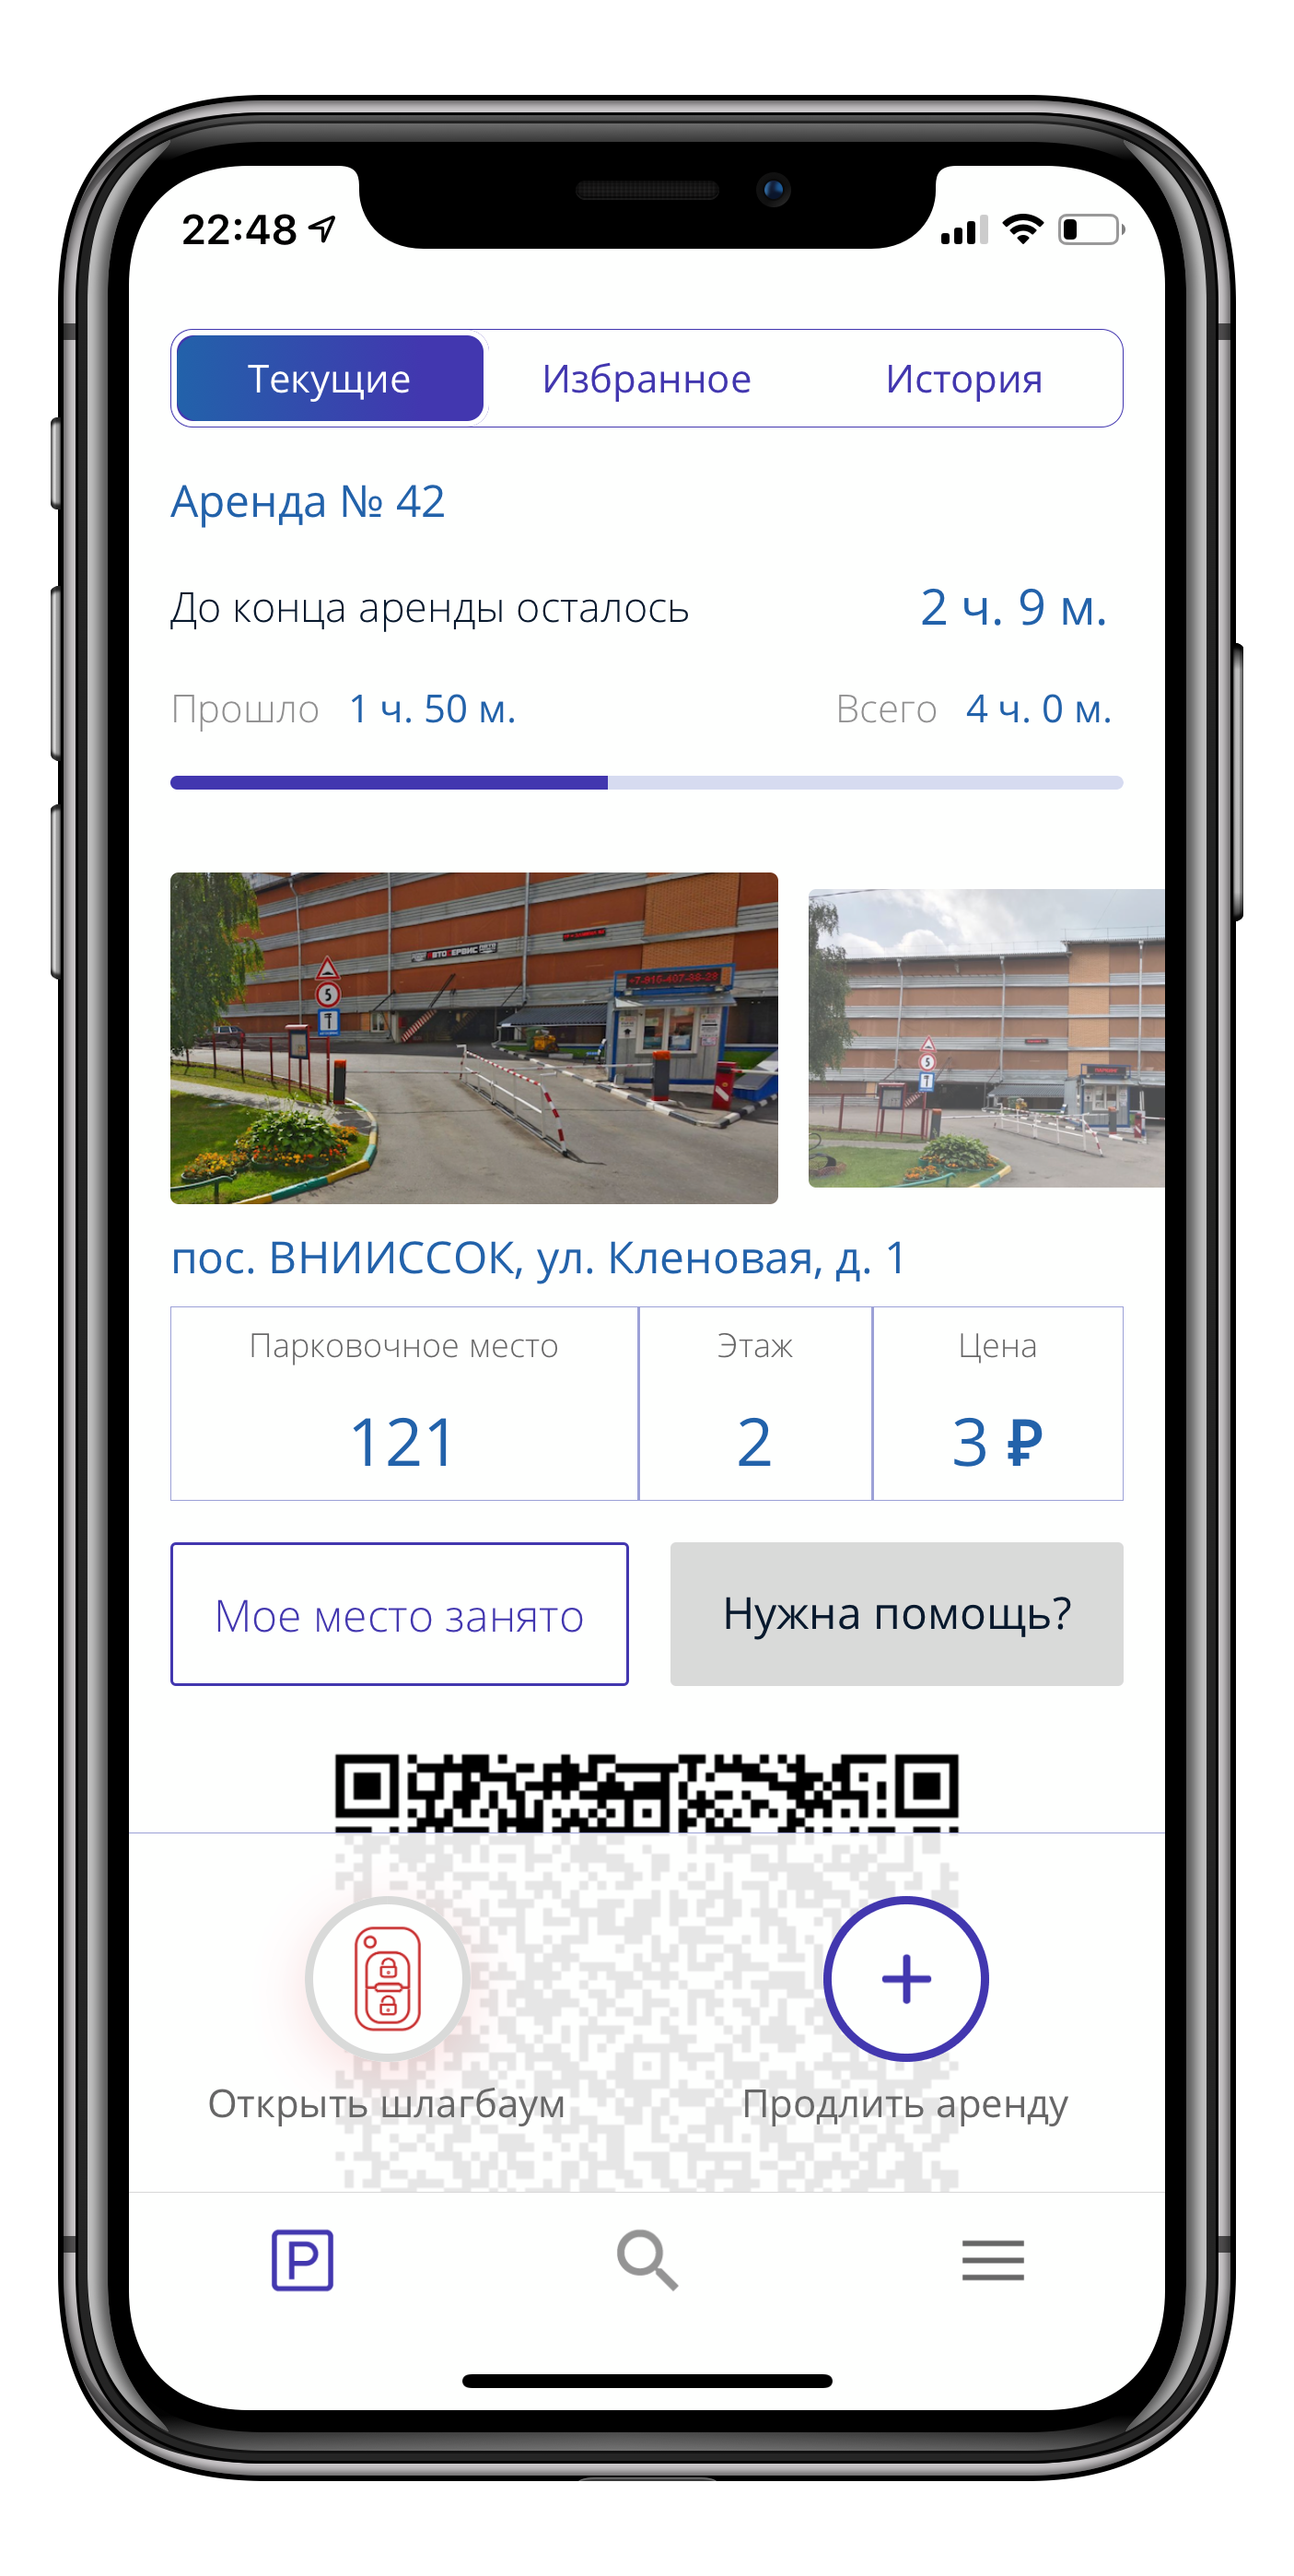 22:48
Текущие Избранное История
Аренда № 42
До конца аренды осталось 2 ч. 9 м.
Прошло 1 ч. 50 м. Всего 4 ч. 0 м.
5
пос. ВНИИССОК, ул. Кленовая, д. 1
Парковочное место Этаж Цена
121 2 3 ₽
Мое место занято Нужна помощь?
Открыть шлагбаум Продлить аренду
P